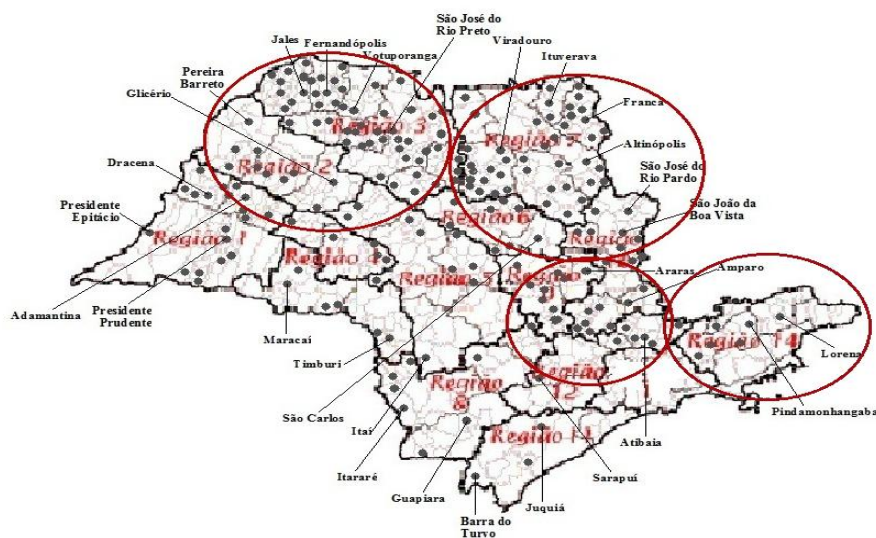 São José do
Rio Preto
Viradouro
Ituverava
Jales
Fernandópolis
Votuporanga
Pereira
Barreto
Glicério
Franca
Região 3
Altinópolis
Dracena
Região 2
São José do
Rio Pardo
Presidente
Epitácio
São João da
Boa Vista
Região 6
Região 1
Região
Araras
Amparo
Adamantina
Presidente
Prudente
Maracaí
Lorena
Região 14
Timburí
Região
8
Região
12
São Carlos
Itaí
Pindamonhangaba
Região 11
Atibaia
Itararé
Sarapuí
Guapiara
Juquiá
Barra do
Turvo